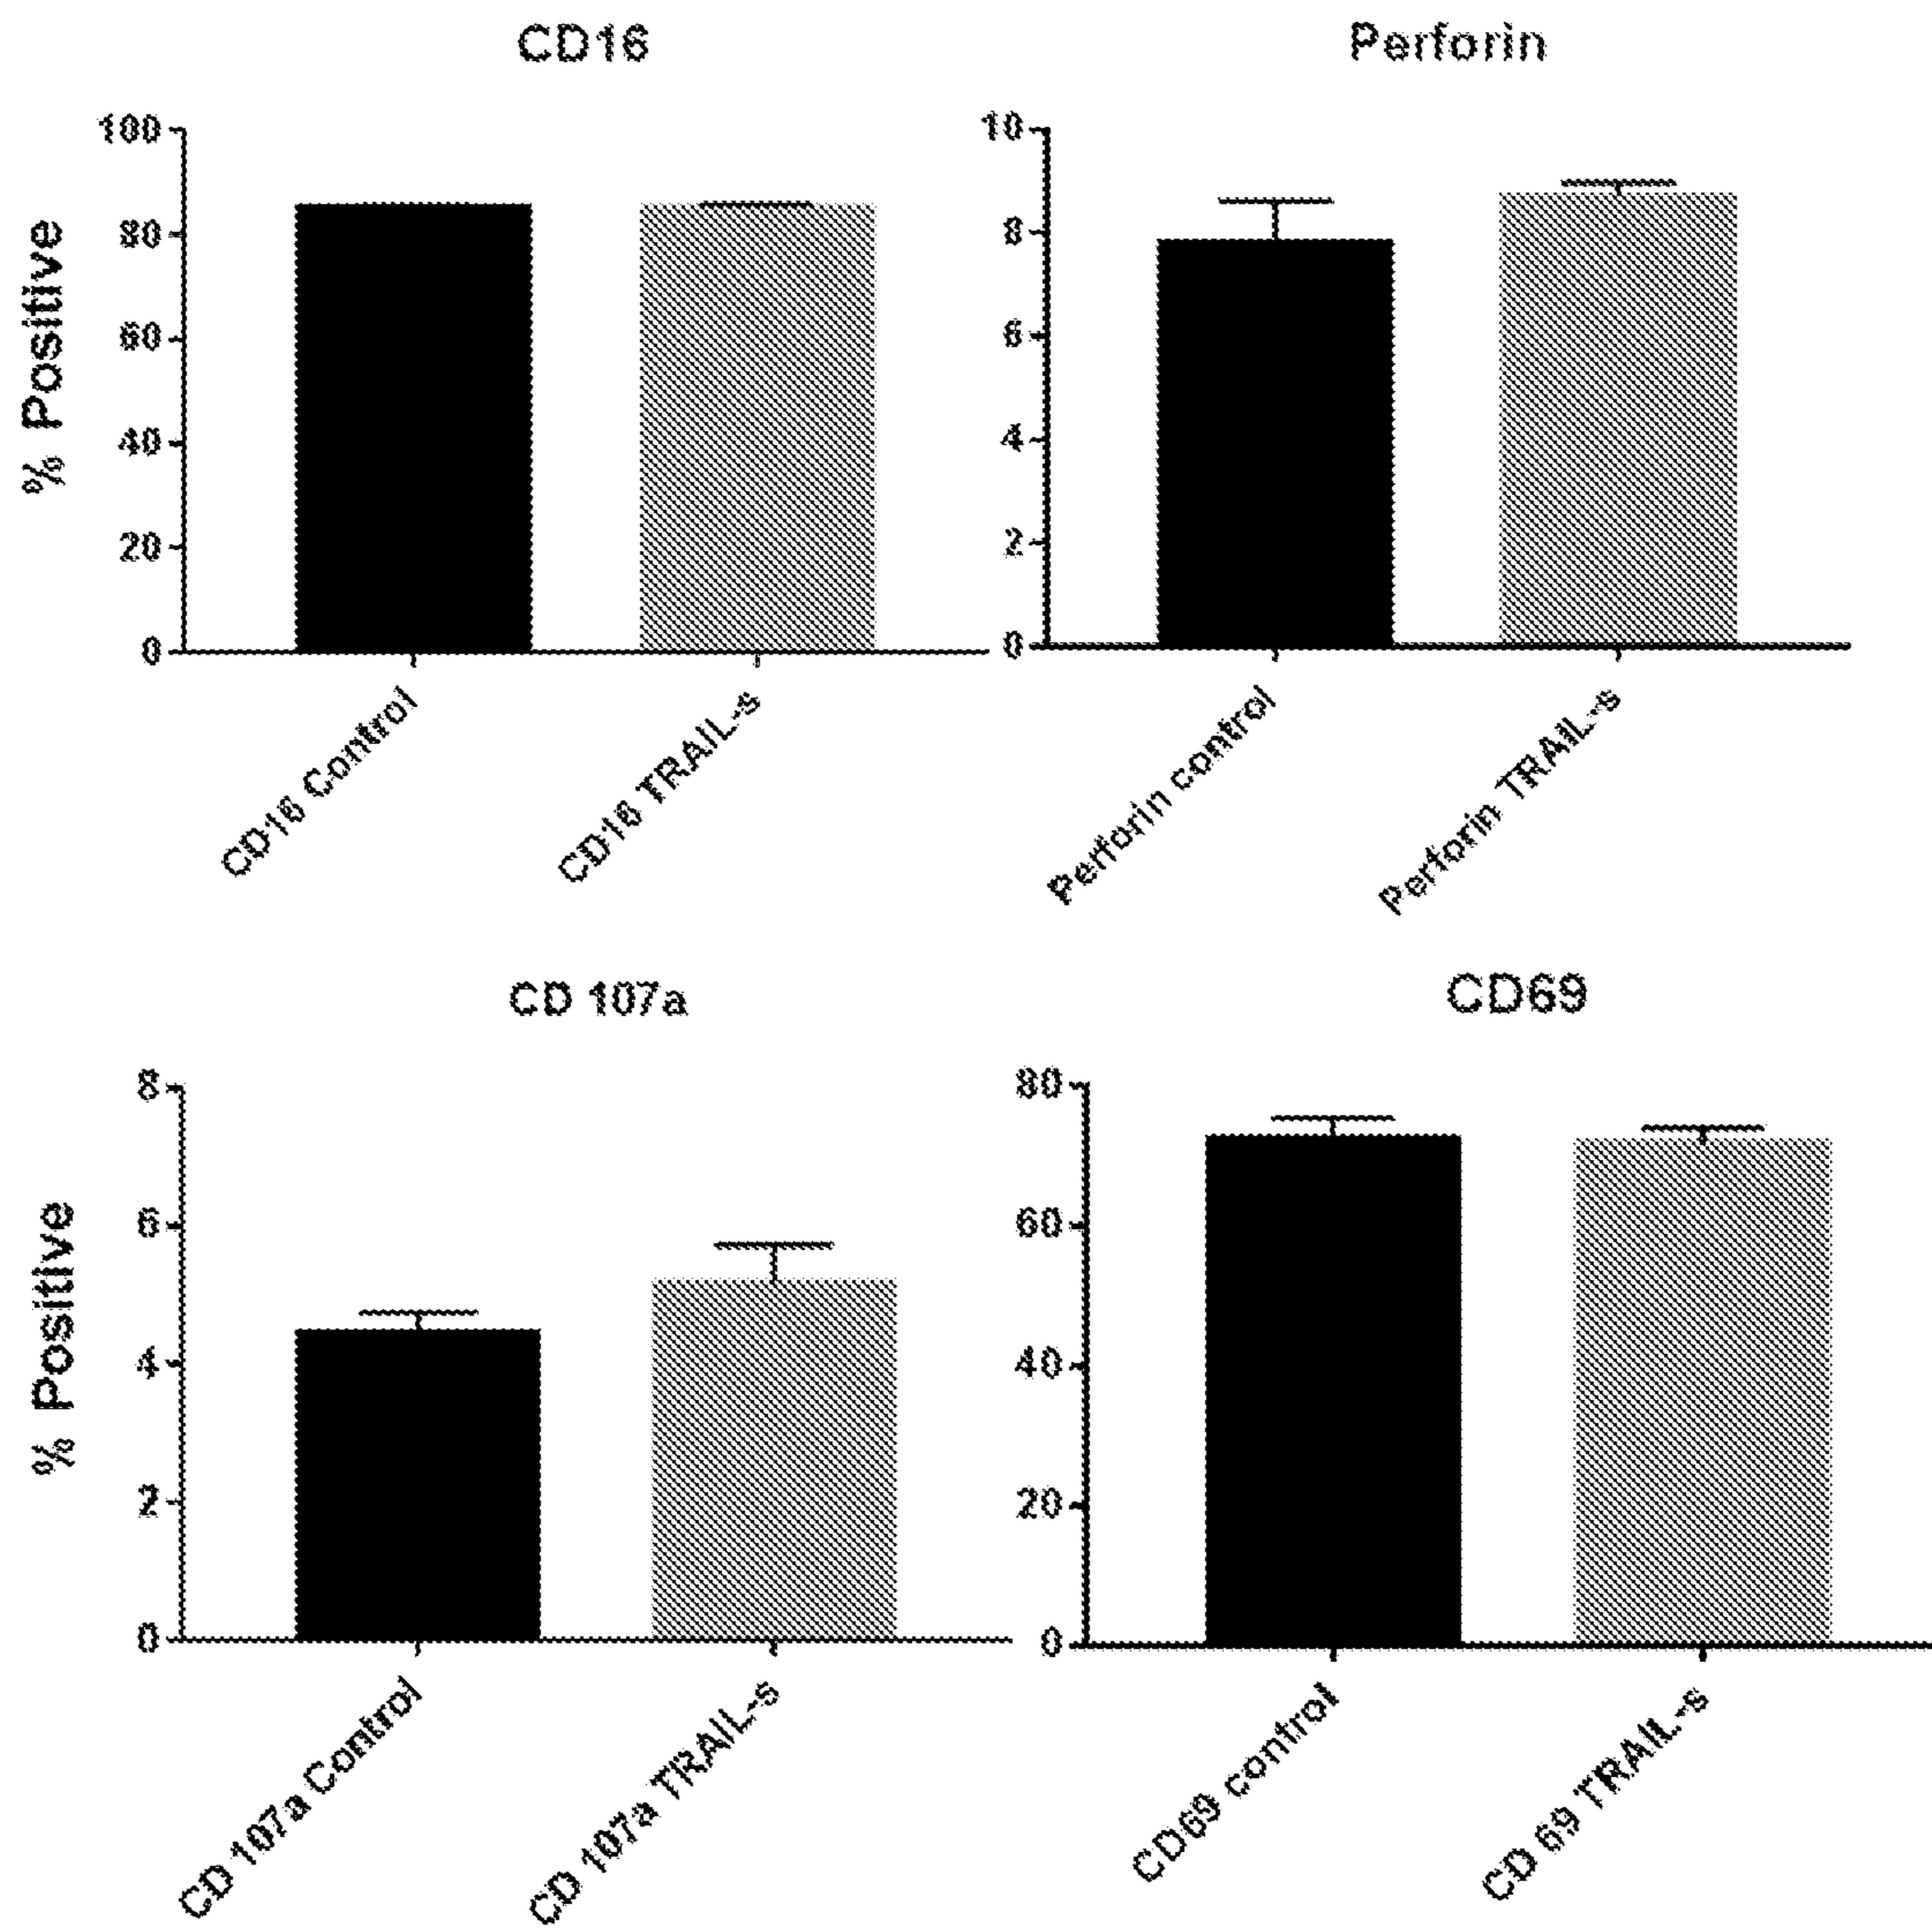 CD16
% Positive
100
80
60
40
20
0
CD16 Control
CD16 TRAIL-s
Perforin
10
8
6
4
2
0
Perforin control
Perforin TRAIL-s
CD 107a
% Positive
8
6
4
2
0
CD 107a Control
CD 107a TRAIL-s
CD69
80
60
40
20
0
CD69 control
CD 69 TRAIL-s